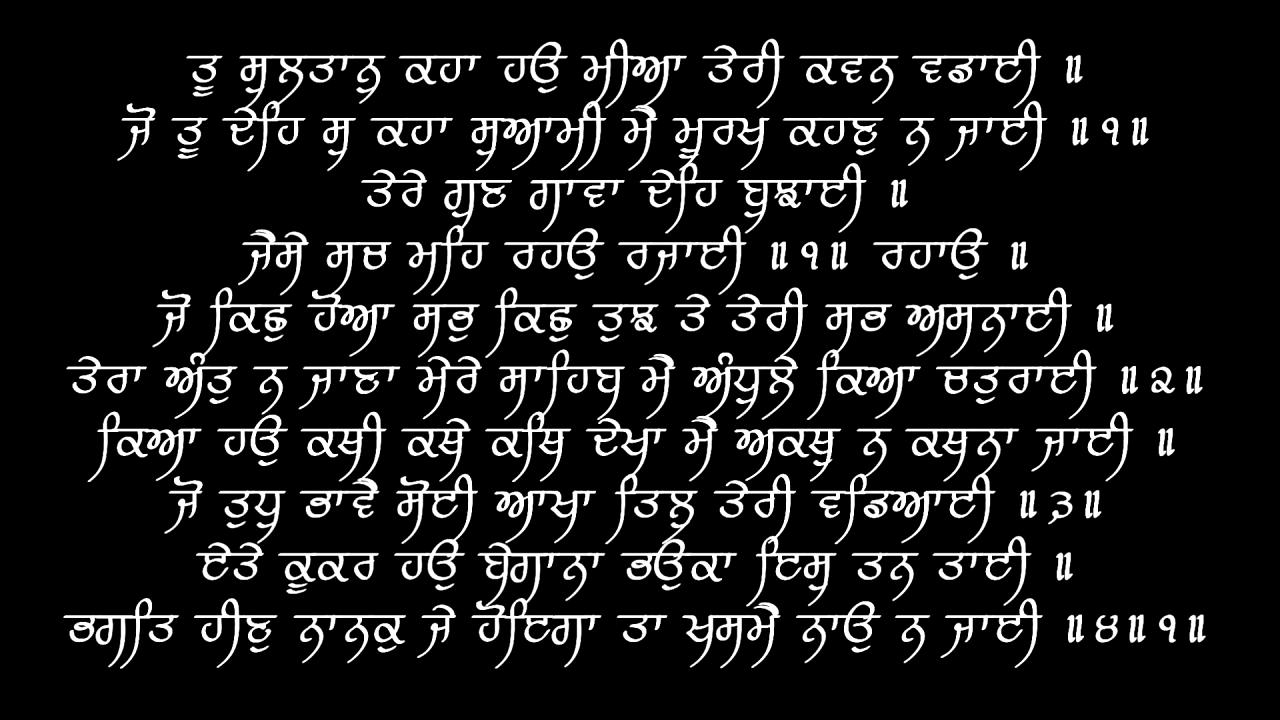 ਤੂ ਸੁਲਤਾਨੁ ਕਹਾ ਹਉ ਮੀਆ ਤੇਰੀ ਕਵਨ ਵਡਾਈ ॥
ਜੋ ਤੂ ਦੇਹਿ ਸੁ ਕਹਾ ਸੁਆਮੀ ਮੈ ਮੂਰਖ ਕਹਣੁ ਨ ਜਾਈ ॥੧॥
ਤੇਰੇ ਗੁਣ ਗਾਵਾ ਦੇਹਿ ਬੁਝਾਈ ॥
ਜੈਸੇ ਸਚ ਮਹਿ ਰਹਉ ਰਜਾਈ ॥੧॥ ਰਹਾਉ ॥
ਜੋ ਕਿਛੁ ਹੋਆ ਸਭੁ ਕਿਛੁ ਤੁਝ ਤੇ ਤੇਰੀ ਸਭ ਅਸਨਾਈ ॥
ਤੇਰਾ ਅੰਤੁ ਨ ਜਾਣਾ ਮੇਰੇ ਸਾਹਿਬ ਮੈ ਅੰਧੁਲੇ ਕਿਆ ਚਤੁਰਾਈ ॥੨॥
ਕਿਆ ਹਉ ਕਥੀ ਕਥੇ ਕਥਿ ਦੇਖਾ ਮੈ ਅਕਥੁ ਨ ਕਥਨਾ ਜਾਈ ॥
ਜੋ ਤੁਧੁ ਭਾਵੈ ਸੋਈ ਆਖਾ ਤਿਲੁ ਤੇਰੀ ਵਡਿਆਈ ॥੩॥
ਏਤੇ ਕੂਕਰ ਹਉ ਬੇਗਾਨਾ ਭਉਕਾ ਇਸੁ ਤਨ ਤਾਈ ॥
ਭਗਤਿ ਹੀਣੁ ਨਾਨਕੁ ਜੇ ਹੋਇਗਾ ਤਾ ਖਸਮੈ ਨਾਉ ਨ ਜਾਈ ॥੪॥੧॥